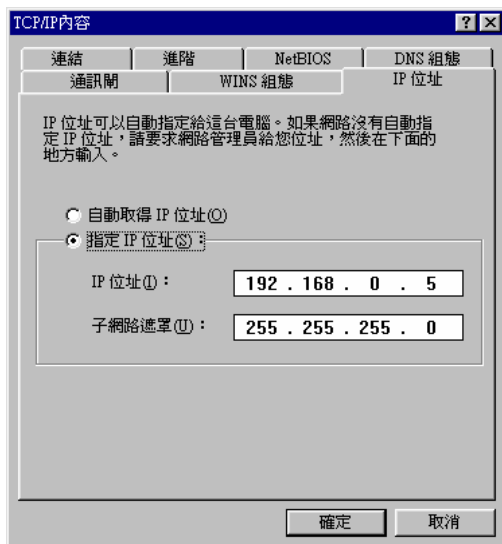 TCP/IP內容
連結 進階 NetBIOS DNS 組態
通訊閘 WINS 組態 IP 位址
IP 位址可以自動指定給這台電腦。如果網路沒有自動指
定 IP 位址，請要求網路管理員給您位址，然後在下面的
地方輸入。
自動取得 IP 位址(O)
指定 IP 位址(S)：
IP 位址(I)： 192 . 168 . 0 . 5
子網路遮罩(U)： 255 . 255 . 255 . 0
確定 取消